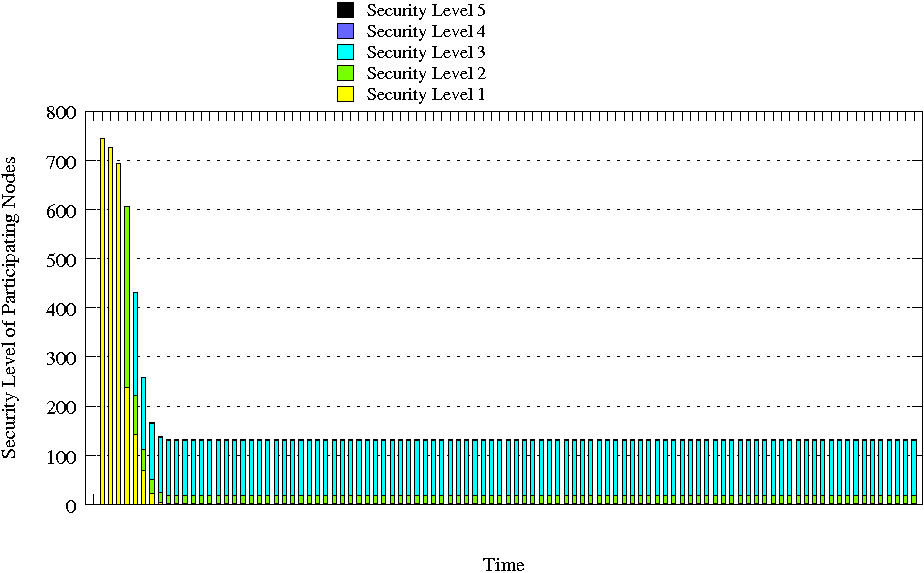 Security Level 5
Security Level 4
Security Level 3
Security Level 2
Security Level 1
800
700
600
500
400
300
200
100
0
Security Level of Participating Nodes
Time